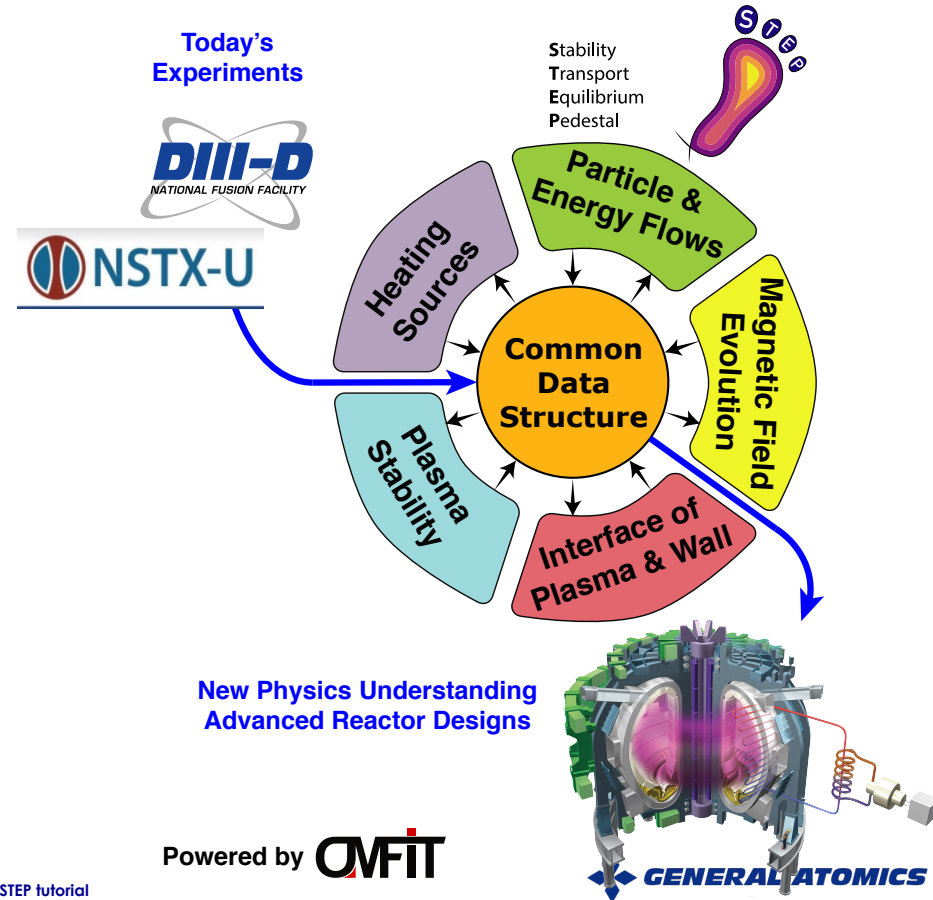 Today's
Experiments
Stability
Transport
Equilibrium
Pedestal
STEP
DIII-D
NATIONAL FUSION FACILITY
NSTX-U
Heating
Sources
Particle &
Energy Flows
Magnetic Field
Evolution
Common
Data
Structure
Plasma
Stability
Interface of
Plasma & Wall
New Physics Understanding
Advanced Reactor Designs
Powered by OMFIT
GENERAL ATOMICS
STEP tutorial